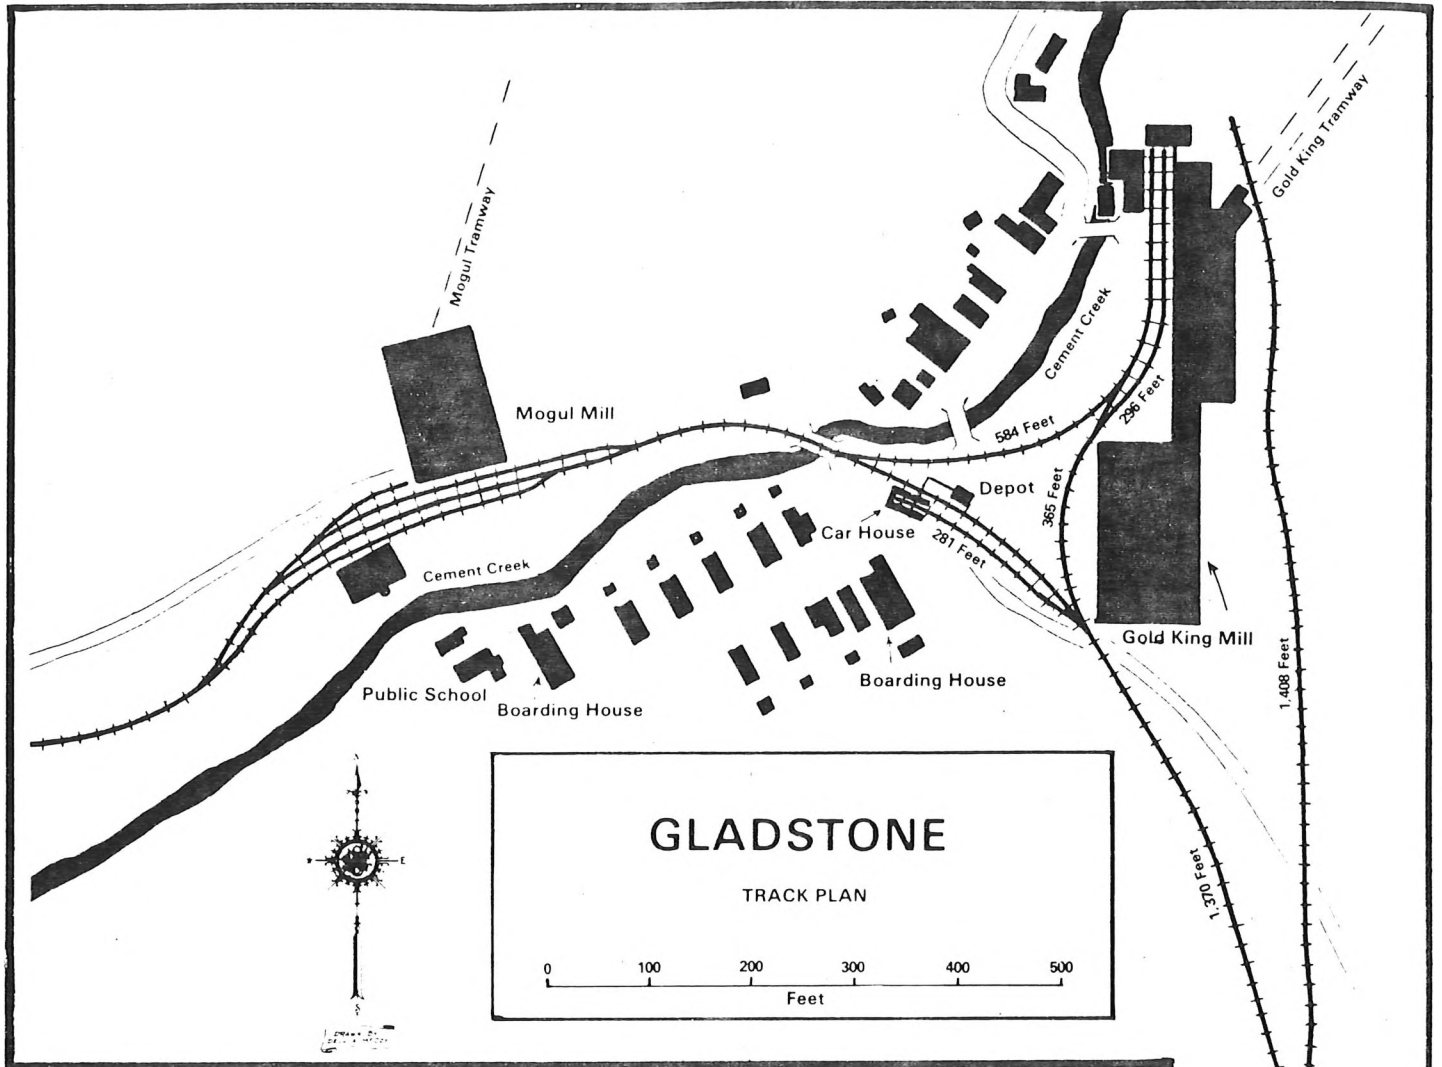 Gold King Tramway
Mogul Tramway
Cement Creek
296 Feet
584 Feet
Mogul Mill
365 Feet
Depot
Car House
281 Feet
Cement Creek
Gold King Mill
1,408 Feet
Public School
Boarding House
Boarding House
1,370 Feet
N
E
S
GLADSTONE
TRACK PLAN
0 100 200 300 400 500
Feet
DRAWN BY